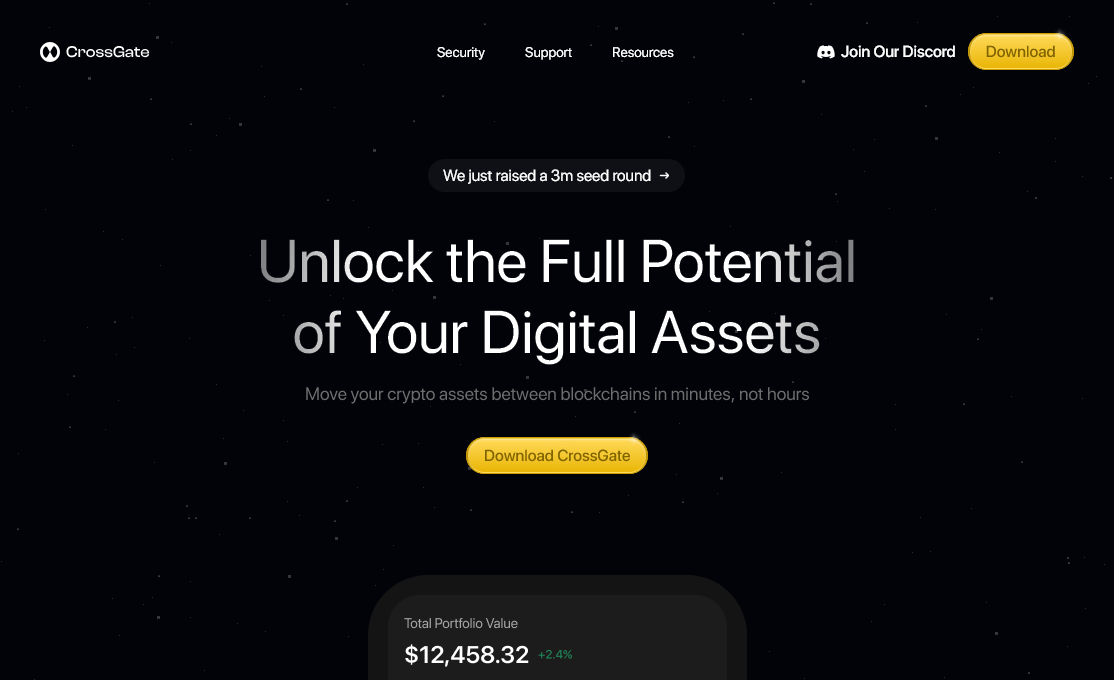 CrossGate
Security
Support
Resources
Join Our Discord
Download
We just raised a 3m seed round →
Unlock the Full Potential
of Your Digital Assets
Move your crypto assets between blockchains in minutes, not hours
Download CrossGate
Total Portfolio Value
$12,458.32 +2.4%